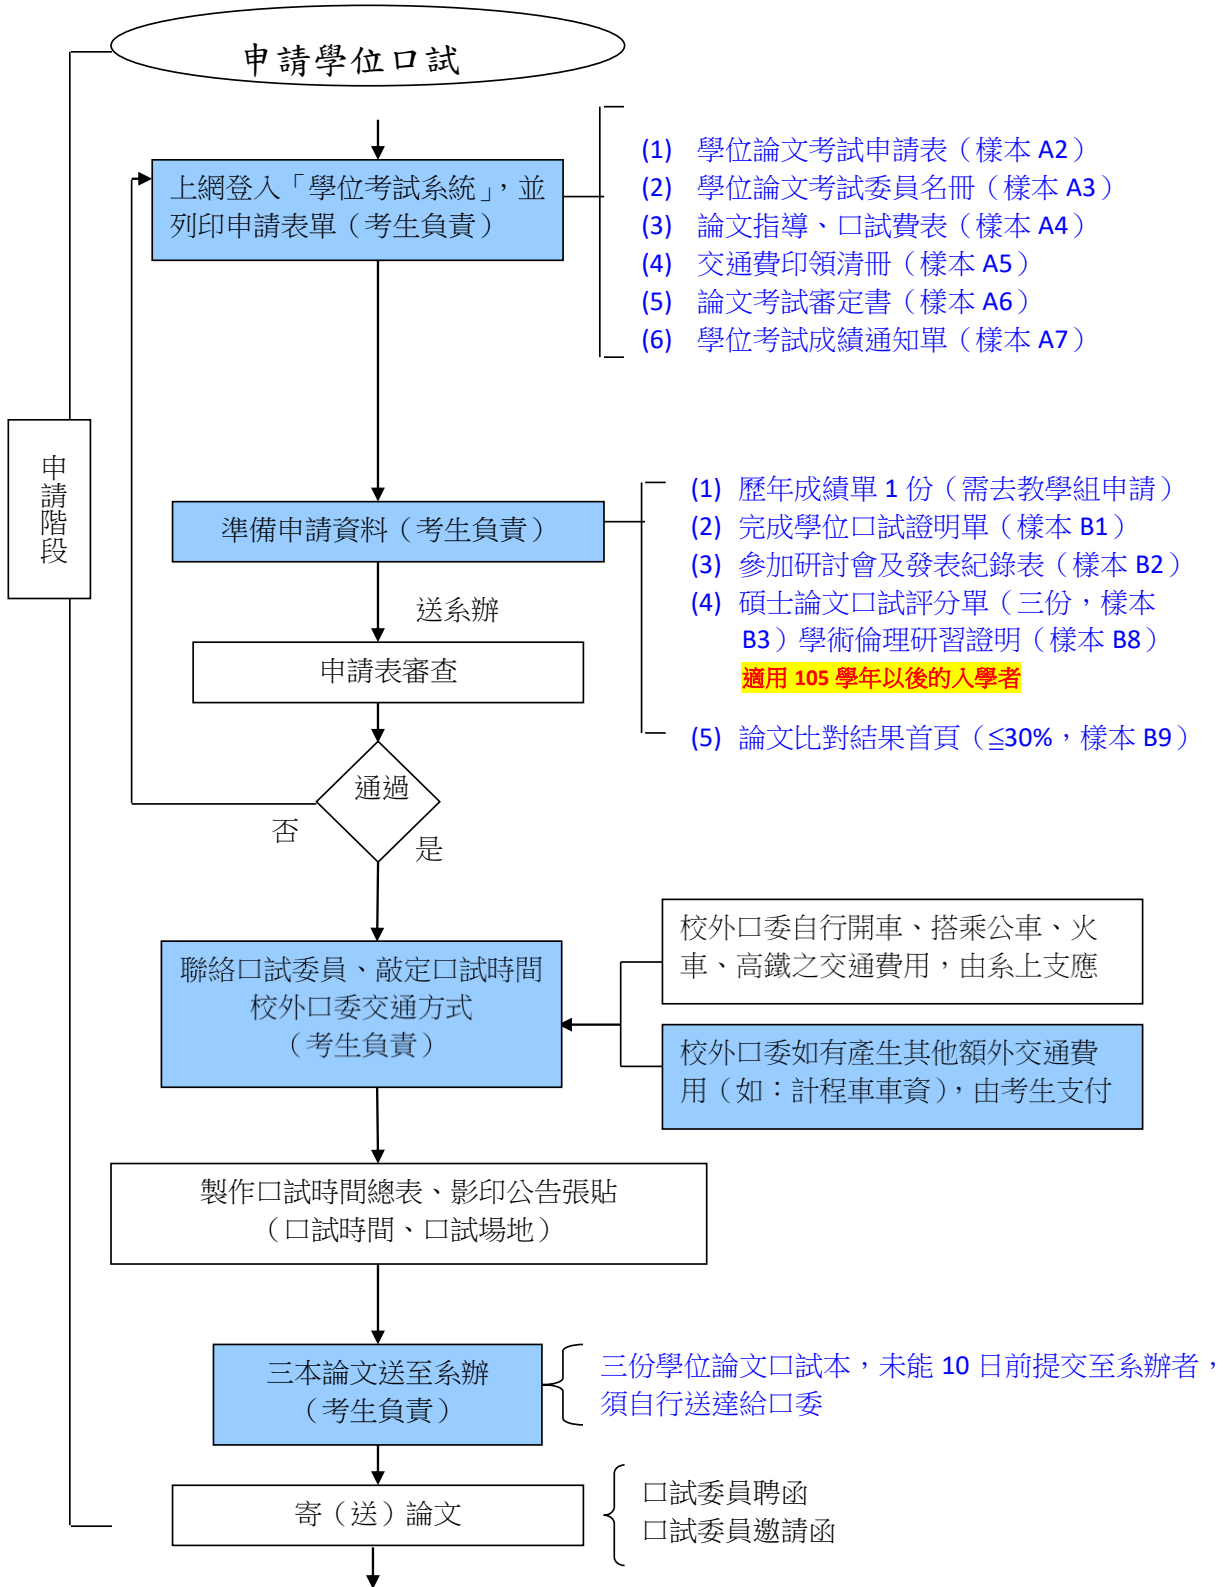 申請學位口試
上網登入「學位考試系統」，並
列印申請表單（考生負責）
(1) 學位論文考試申請表（樣本 A2）
(2) 學位論文考試委員名冊（樣本 A3）
(3) 論文指導、口試費表（樣本 A4）
(4) 交通費印領清冊（樣本 A5）
(5) 論文考試審定書（樣本 A6）
(6) 學位考試成績通知單（樣本 A7）
申請階段
準備申請資料（考生負責）
(1) 歷年成績單 1 份（需去教學組申請）
(2) 完成學位口試證明單（樣本 B1）
(3) 參加研討會及發表紀錄表（樣本 B2）
(4) 碩士論文口試評分單（三份，樣本
B3）學術倫理研習證明（樣本 B8）
適用 105 學年以後的入學者
(5) 論文比對結果首頁（≦30%，樣本 B9）
送系辦
申請表審查
通過
否
是
聯絡口試委員、敲定口試時間
校外口委交通方式
（考生負責）
校外口委自行開車、搭乘公車、火
車、高鐵之交通費用，由系上支應
校外口委如有產生其他額外交通費
用（如：計程車車資），由考生支付
製作口試時間總表、影印公告張貼
（口試時間、口試場地）
三本論文送至系辦
（考生負責）
三份學位論文口試本，未能 10 日前提交至系辦者，
須自行送達給口委
寄（送）論文
口試委員聘函
口試委員邀請函